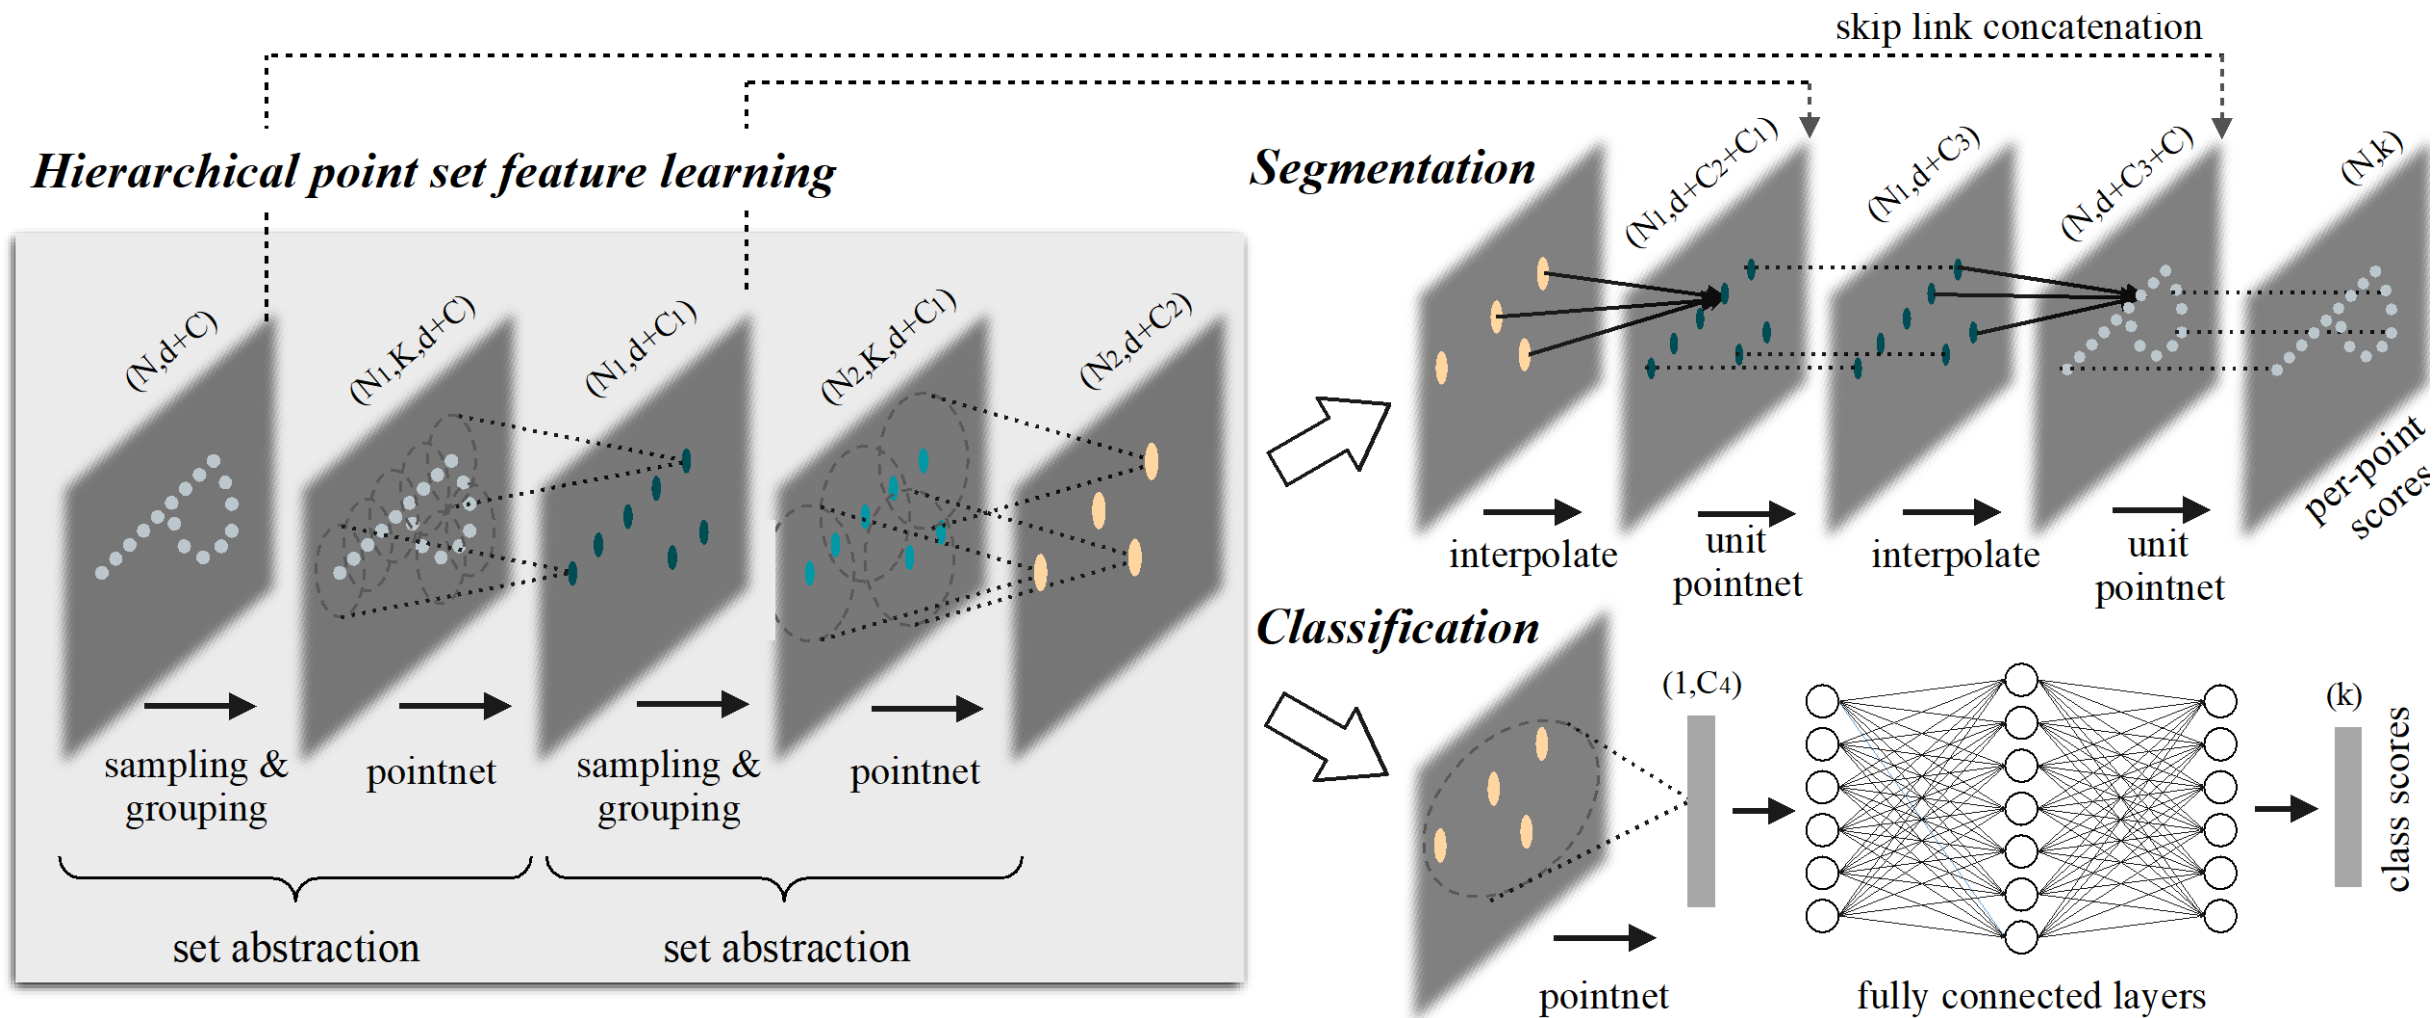 skip link concatenation
Hierarchical point set feature learning
(N,d+C)
(N1,K,d+C)
(N1,d+C1)
(N2,K,d+C1)
(N2,d+C2)
sampling &
grouping
pointnet
sampling &
grouping
pointnet
set abstraction
set abstraction
Segmentation
(N1,d+C2+C1)
(N1,d+C3)
(N,d+C3+C)
(N,k)
interpolate
unit
pointnet
interpolate
unit
pointnet
per-point
scores
Classification
(1,C4)
(k)
class scores
pointnet
fully connected layers